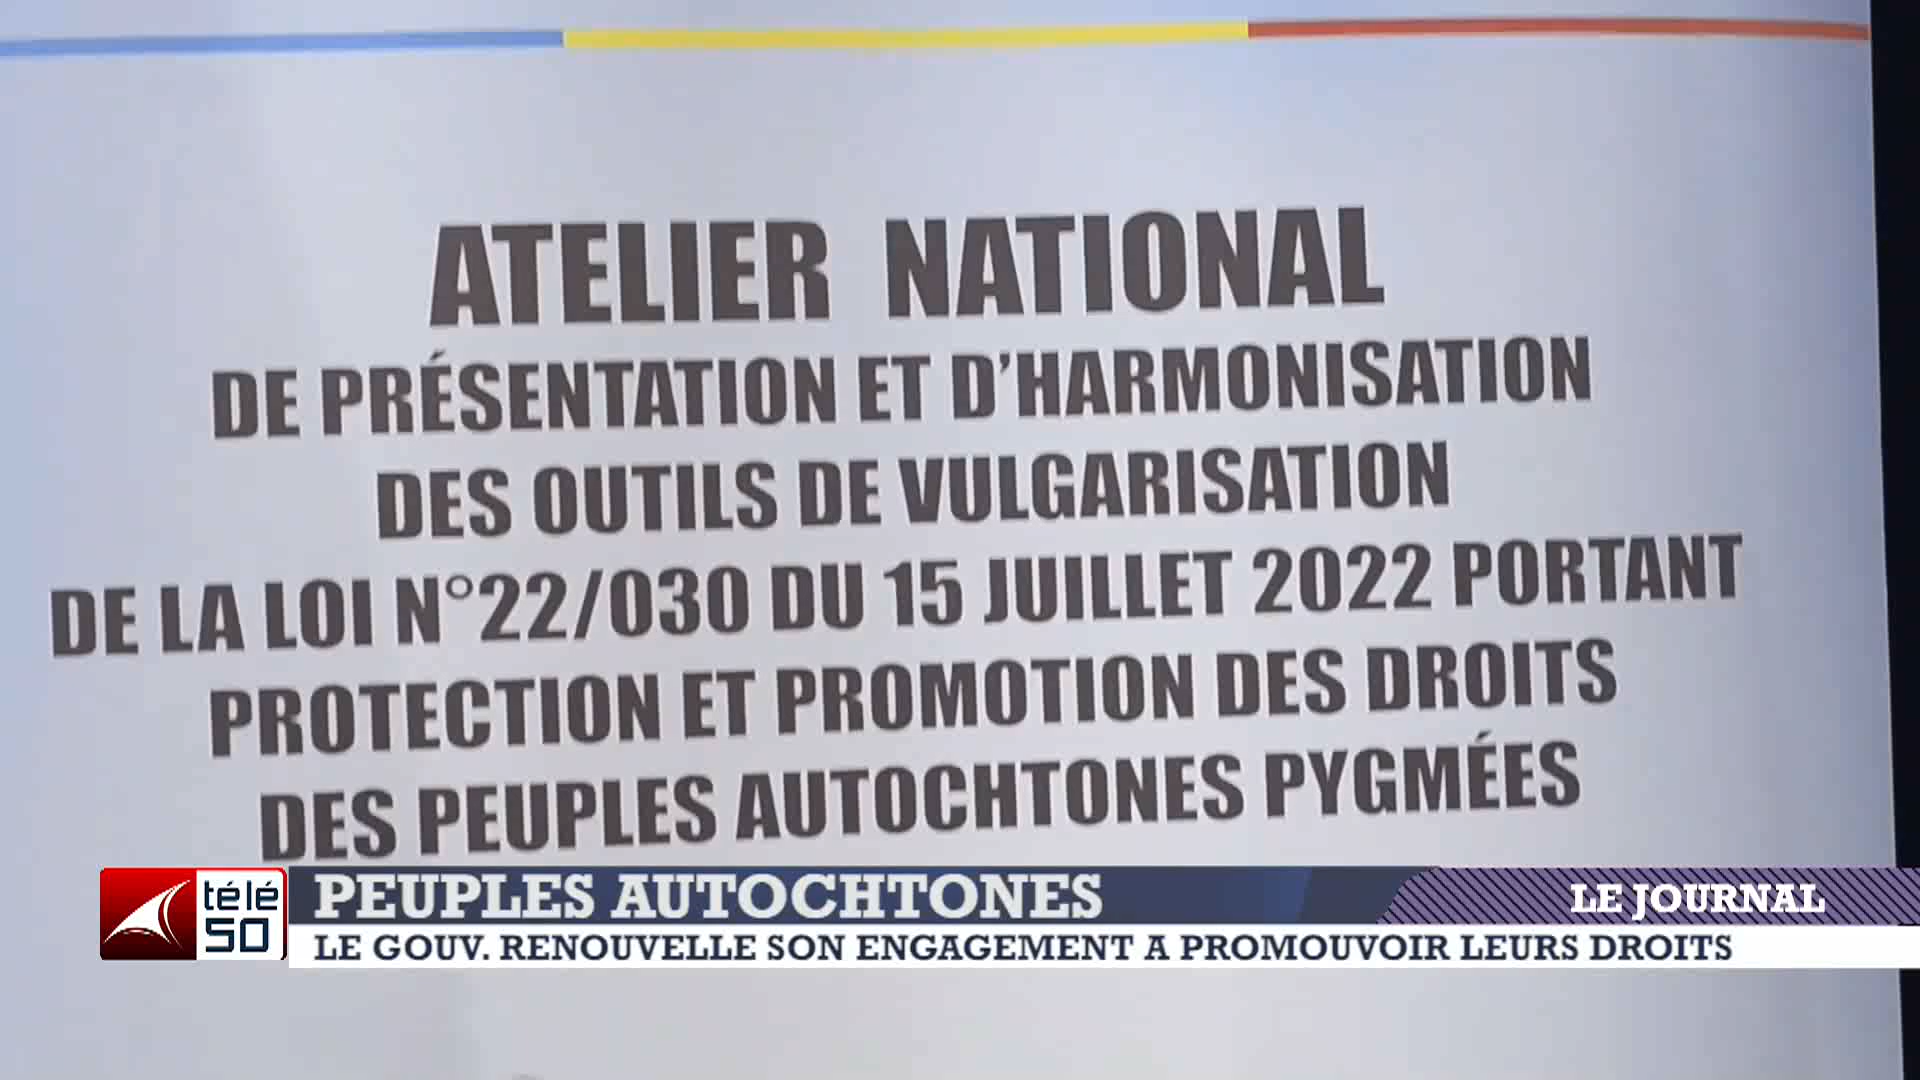 ATELIER NATIONAL
DE PRÉSENTATION ET D'HARMONISATION
DES OUTILS DE VULGARISATION
DE LA LOI N°22/030 DU 15 JUILLET 2022 PORTANT
PROTECTION ET PROMOTION DES DROITS
DES PEUPLES AUTOCHTONES PYGMÉES
télé
50
PEUPLES AUTOCHTONES
LE JOURNAL
LE GOUV. RENOUVELLE SON ENGAGEMENT A PROMOUVOIR LEURS DROITS